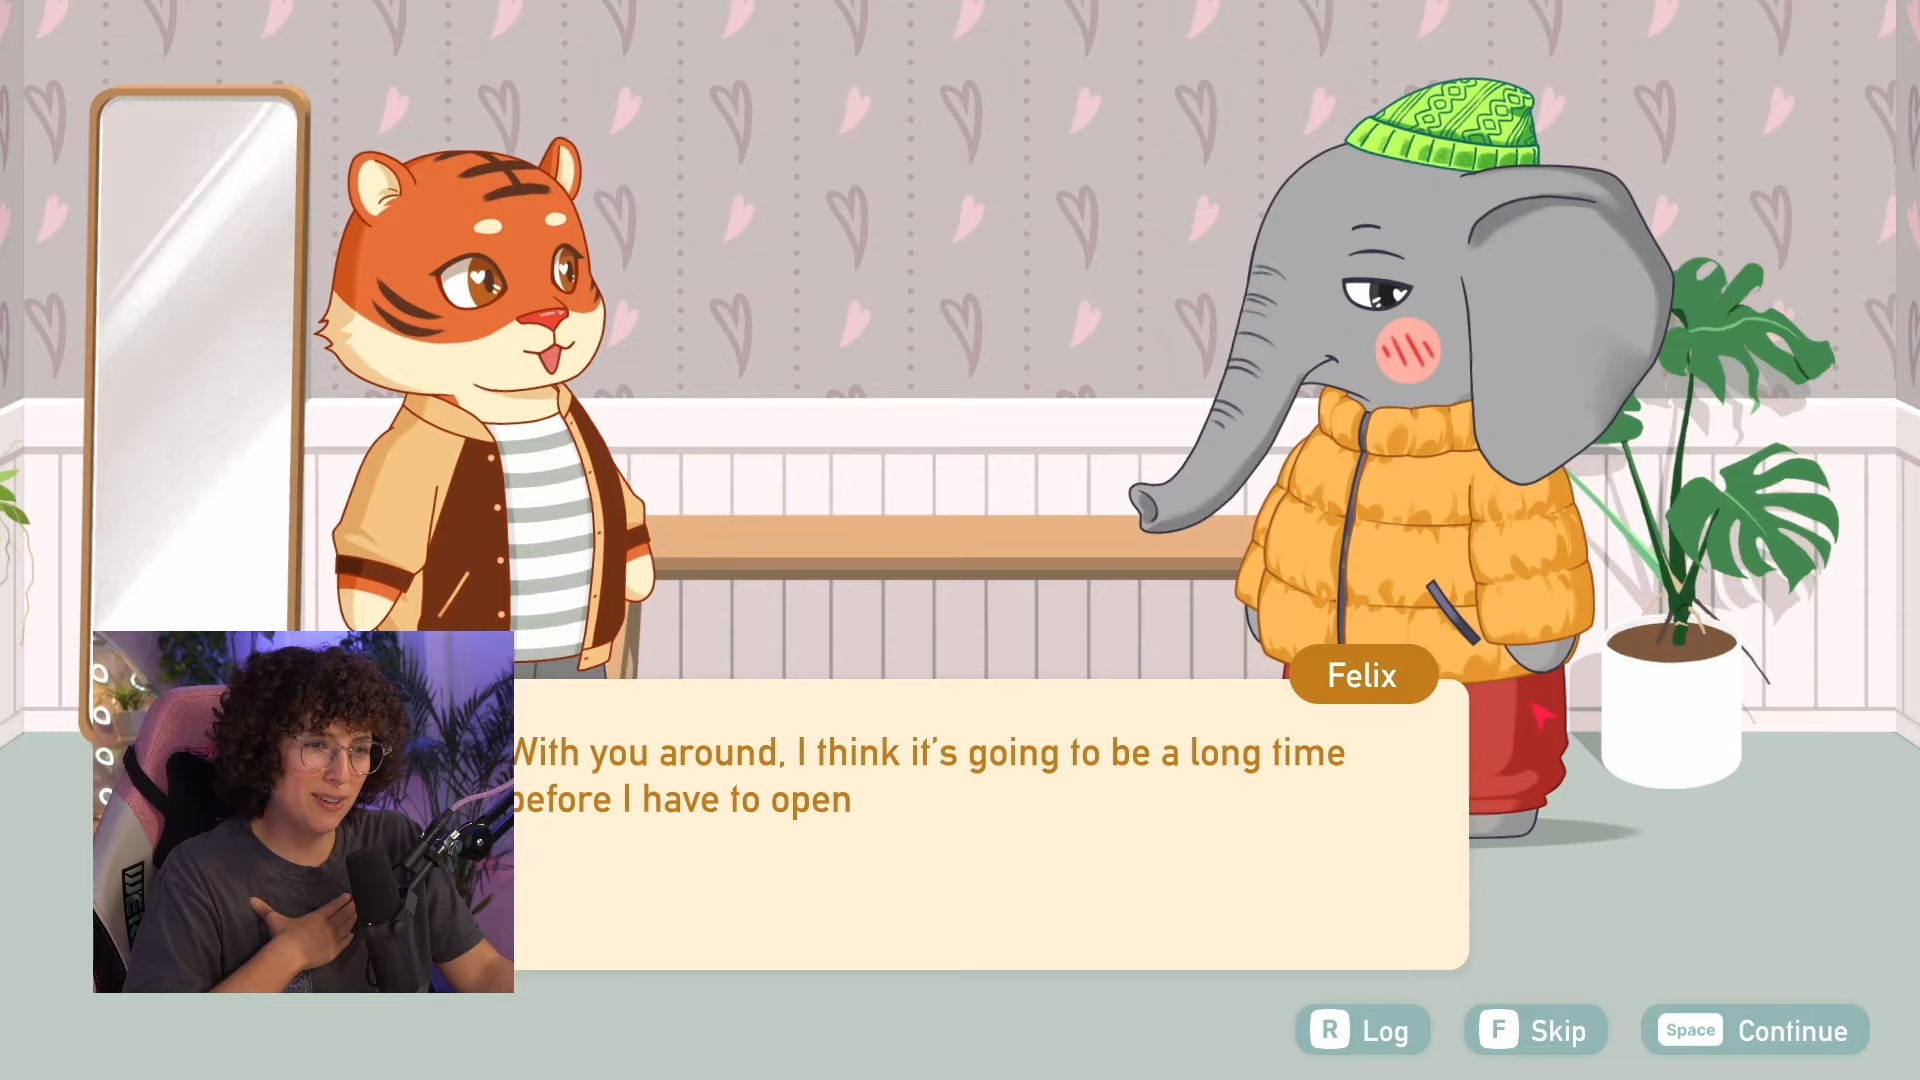 Felix
With you around, I think it's going to be a long time
before I have to open
R Log
F Skip
Space Continue